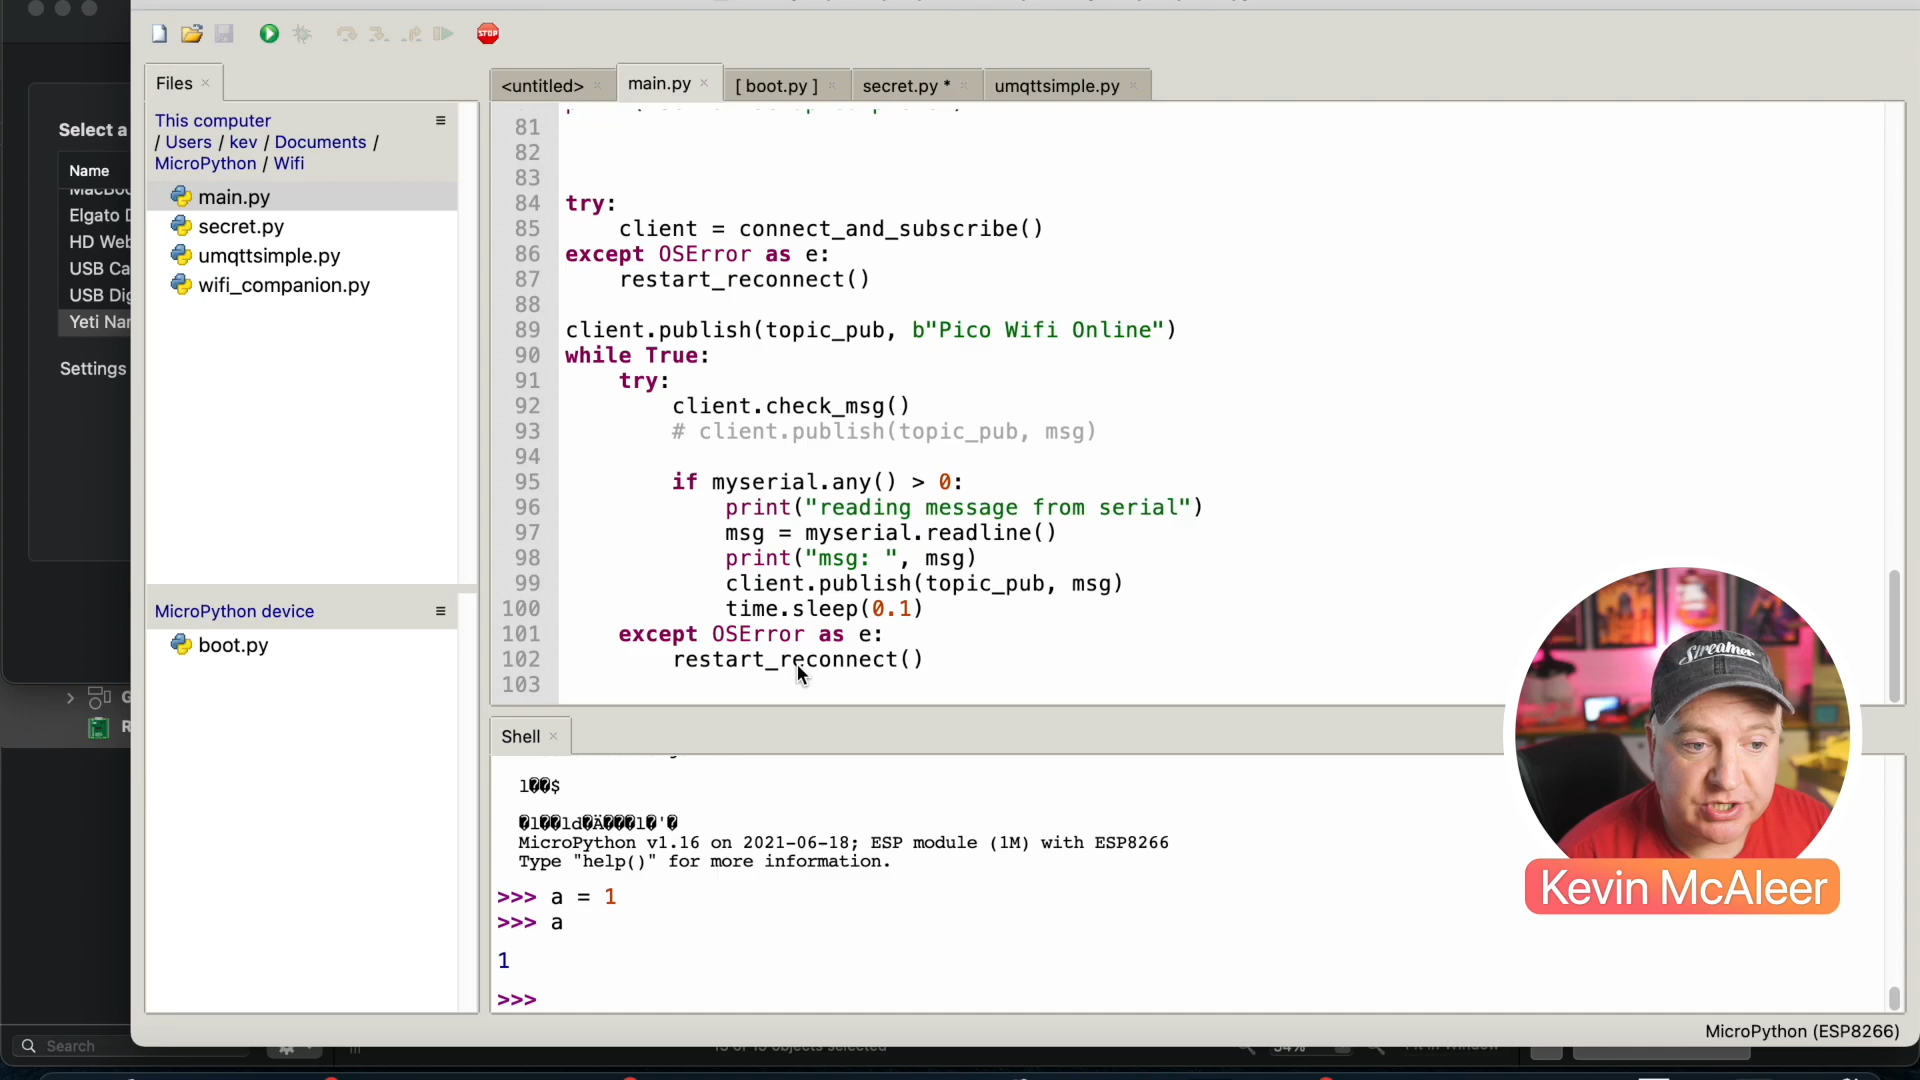 Files
This computer
/ Users / kev / Documents /
MicroPython / Wifi
main.py
secret.py
umqttsimple.py
wifi_companion.py
MicroPython device
boot.py
Select a
Name
Elgato
HD Web
USB Ca
USB Dig
Yeti Nan
Settings
Search
STOP
<untitled>
main.py
[ boot.py ]
secret.py *
umqttsimple.py
81
82
83
84 try:
85 client = connect_and_subscribe()
86 except OSError as e:
87 restart_reconnect()
88
89 client.publish(topic_pub, b"Pico Wifi Online")
90 while True:
91 try:
92 client.check_msg()
93 # client.publish(topic_pub, msg)
94
95 if myserial.any() > 0:
96 print("reading message from serial")
97 msg = myserial.readline()
98 print("msg: ", msg)
99 client.publish(topic_pub, msg)
100 time.sleep(0.1)
101 except OSError as e:
102 restart_reconnect()
103
Shell
l��$
�l��ld�Ä���l�'�
MicroPython v1.16 on 2021-06-18; ESP module (1M) with ESP8266
Type "help()" for more information.
>>> a = 1
>>> a
1
>>>
Streamer
Kevin McAleer
MicroPython (ESP8266)